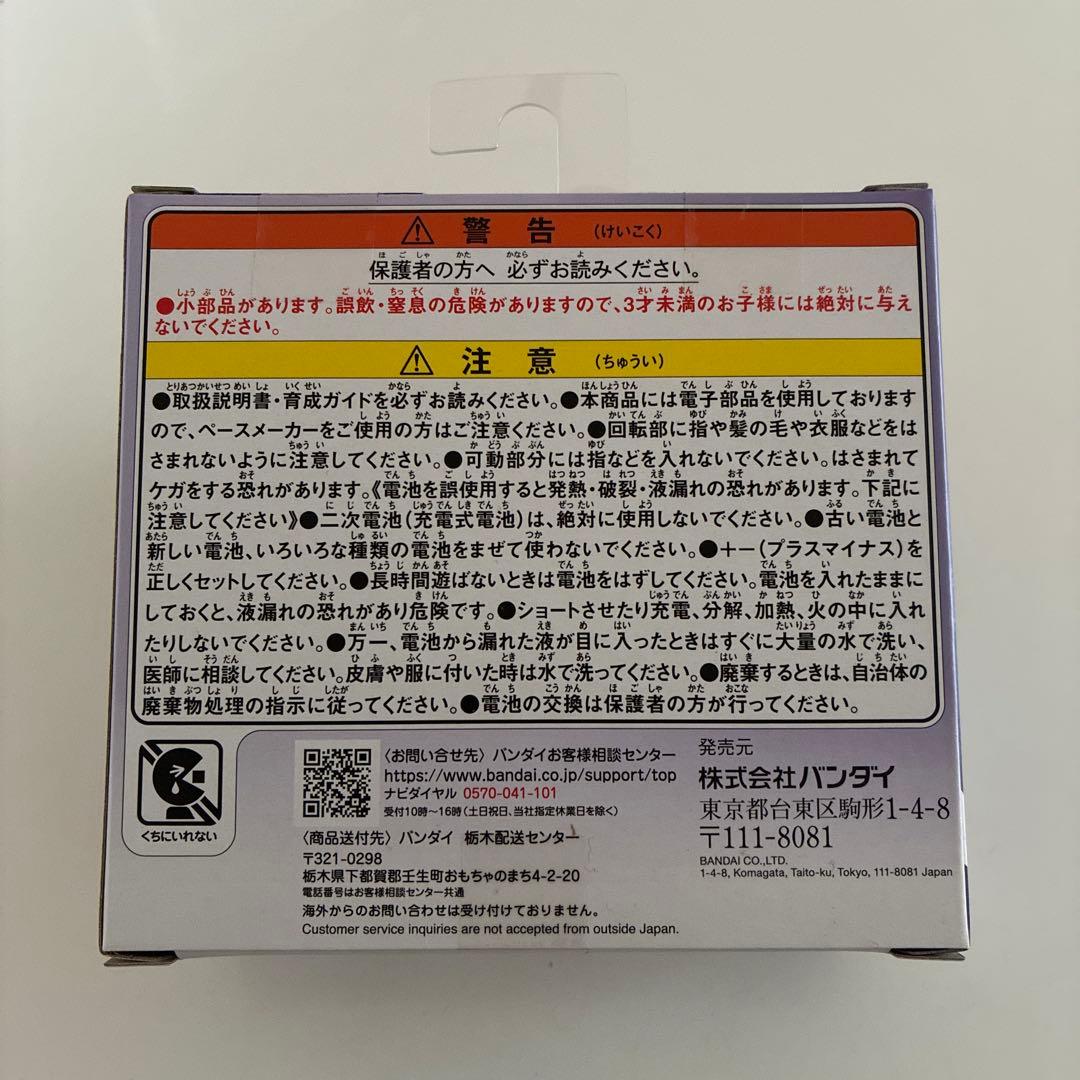 ⚠ 警告 (けいこく)
保護者の方へ 必ずお読みください。
●小部品があります。誤飲・窒息の危険がありますので、3才未満のお子様には絶対に与え
ないでください。
⚠ 注意 (ちゅうい)
●取扱説明書・育成ガイドを必ずお読みください。●本商品には電子部品を使用しております
ので、ペースメーカーをご使用の方はご注意ください。●回転部に指や髪の毛や衣服などをは
さまれないように注意してください。●可動部分には指などを入れないでください。はさまれて
ケガをする恐れがあります。《電池を誤使用すると発熱・破裂・液漏れの恐れがあります。下記に
注意してください》●二次電池(充電式電池)は、絶対に使用しないでください。●古い電池と
新しい電池、いろいろな種類の電池をまぜて使わないでください。●+-(プラスマイナス)を
正しくセットしてください。●長時間遊ばないときは電池をはずしてください。電池を入れたままに
しておくと、液漏れの恐れがあり危険です。●ショートさせたり充電、分解、加熱、火の中に入れ
たりしないでください。●万一、電池から漏れた液が目に入ったときはすぐに大量の水で洗い、
医師に相談してください。皮膚や服に付いた時は水で洗ってください。●廃棄するときは、自治体の
廃棄物処理の指示に従ってください。●電池の交換は保護者の方が行ってください。
くちにいれない
〈お問い合せ先〉バンダイお客様相談センター
https://www.bandai.co.jp/support/top
ナビダイヤル 0570-041-101
受付10時〜16時(土日祝日、当社指定休業日を除く)
〈商品送付先〉バンダイ 栃木配送センター
〒321-0298
栃木県下都賀郡壬生町おもちゃのまち4-2-20
電話番号はお客様相談センター共通
海外からのお問い合わせは受け付けておりません。
Customer service inquiries are not accepted from outside Japan.
発売元
株式会社バンダイ
東京都台東区駒形1-4-8
〒111-8081
BANDAI CO.,LTD.
1-4-8, Komagata, Taito-ku, Tokyo, 111-8081 Japan